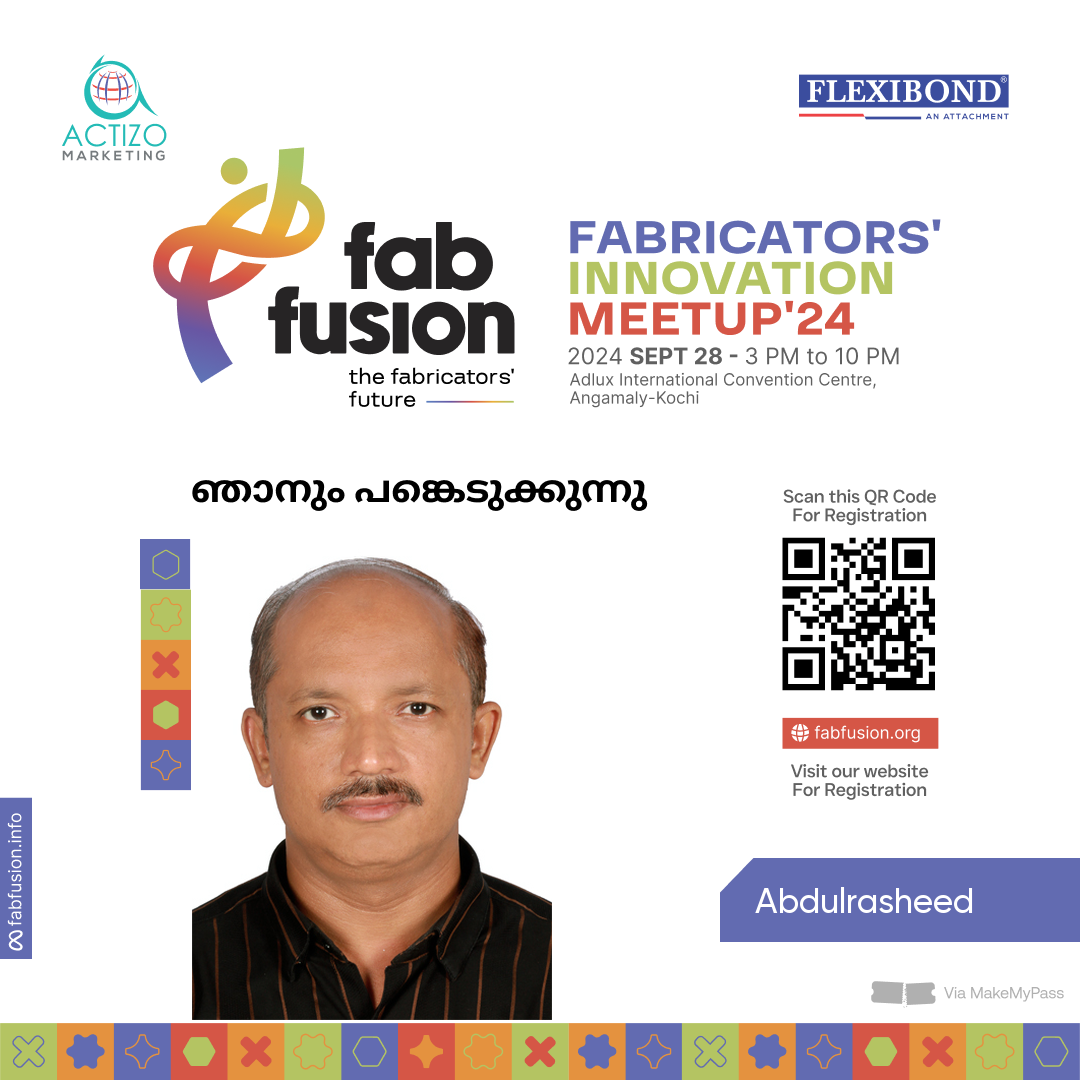 ACTIZO
MARKETING
FLEXIBOND®
AN ATTACHMENT
fab
fusion
the fabricators'
future
FABRICATORS'
INNOVATION
MEETUP'24
2024 SEPT 28 - 3 PM to 10 PM
Adlux International Convention Centre,
Angamaly-Kochi
ഞാനും പങ്കെടുക്കുന്നു
Scan this QR Code
For Registration
fabfusion.org
Visit our website
For Registration
fabfusion.info
Abdulrasheed
Via MakeMyPass